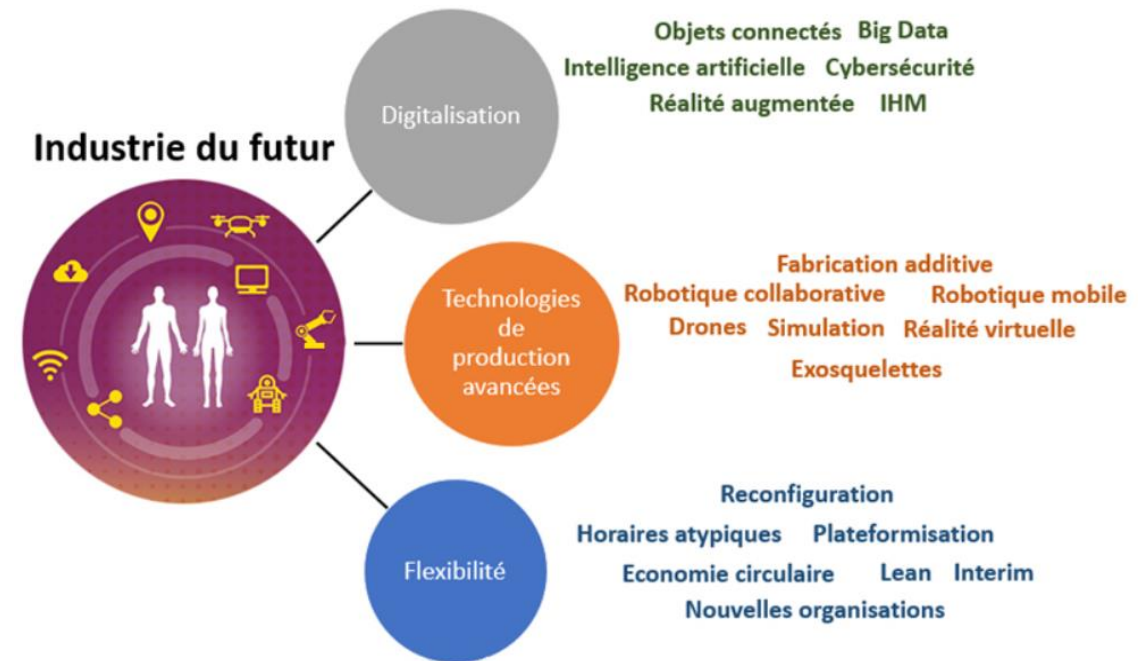 Industrie du futur
Digitalisation
Objets connectés Big Data
Intelligence artificielle Cybersécurité
Réalité augmentée IHM
Technologies
de
production
avancées
Fabrication additive
Robotique collaborative Robotique mobile
Drones Simulation Réalité virtuelle
Exosquelettes
Flexibilité
Reconfiguration
Horaires atypiques Plateformisation
Economie circulaire Lean Interim
Nouvelles organisations